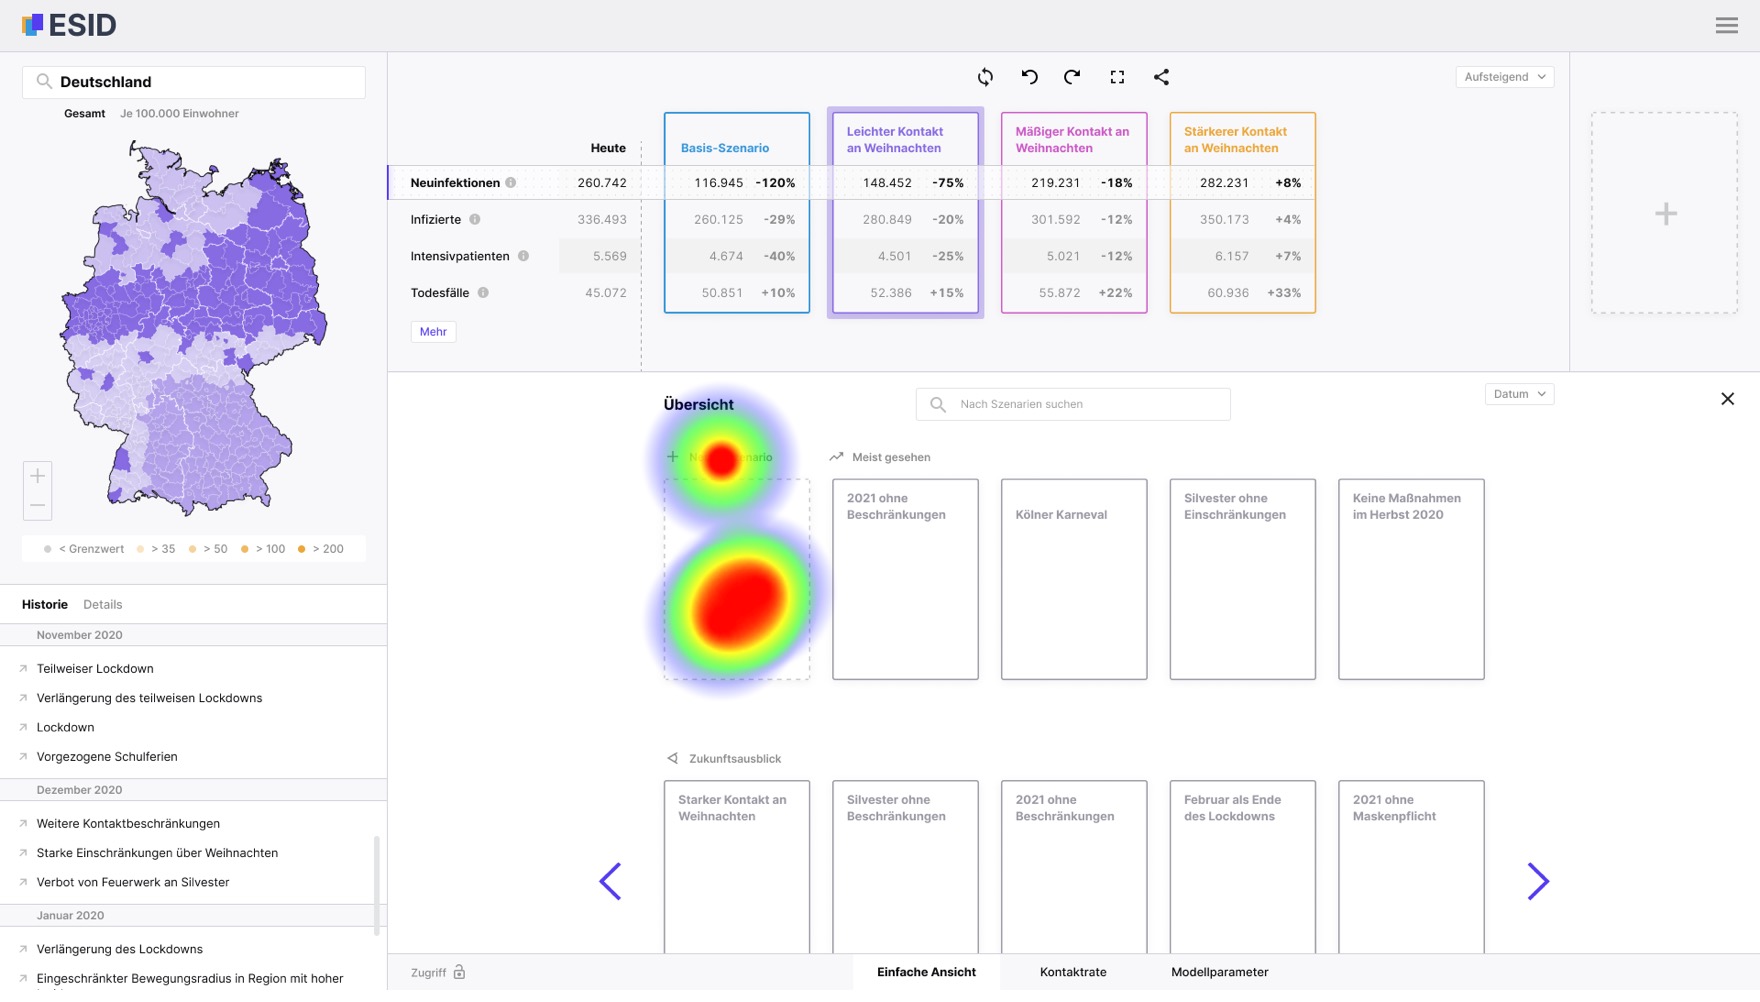 ESID
Deutschland
Gesamt Je 100.000 Einwohner
< Grenzwert > 35 > 50 > 100 > 200
Historie Details
November 2020
Teilweiser Lockdown
Verlängerung des teilweisen Lockdowns
Lockdown
Vorgezogene Schulferien
Dezember 2020
Weitere Kontaktbeschränkungen
Starke Einschränkungen über Weihnachten
Verbot von Feuerwerk an Silvester
Januar 2020
Verlängerung des Lockdowns
Eingeschränkter Bewegungsradius in Region mit hoher
Aufsteigend
Heute
Basis-Szenario
Leichter Kontakt
an Weihnachten
Mäßiger Kontakt an
Weihnachten
Stärkerer Kontakt
an Weihnachten
Neuinfektionen 260.742 116.945 -120% 148.452 -75% 219.231 -18% 282.231 +8%
Infizierte 336.493 260.125 -29% 280.849 -20% 301.592 -12% 350.173 +4%
Intensivpatienten 5.569 4.674 -40% 4.501 -25% 5.021 -12% 6.157 +7%
Todesfälle 45.072 50.851 +10% 52.386 +15% 55.872 +22% 60.936 +33%
Mehr
Übersicht
Nach Szenarien suchen
Datum
Meist gesehen
2021 ohne
Beschränkungen
Kölner Karneval
Silvester ohne
Einschränkungen
Keine Maßnahmen
im Herbst 2020
Zukunftsausblick
Starker Kontakt an
Weihnachten
Silvester ohne
Beschränkungen
2021 ohne
Beschränkungen
Februar als Ende
des Lockdowns
2021 ohne
Maskenpflicht
Zugriff
Einfache Ansicht
Kontaktrate
Modellparameter